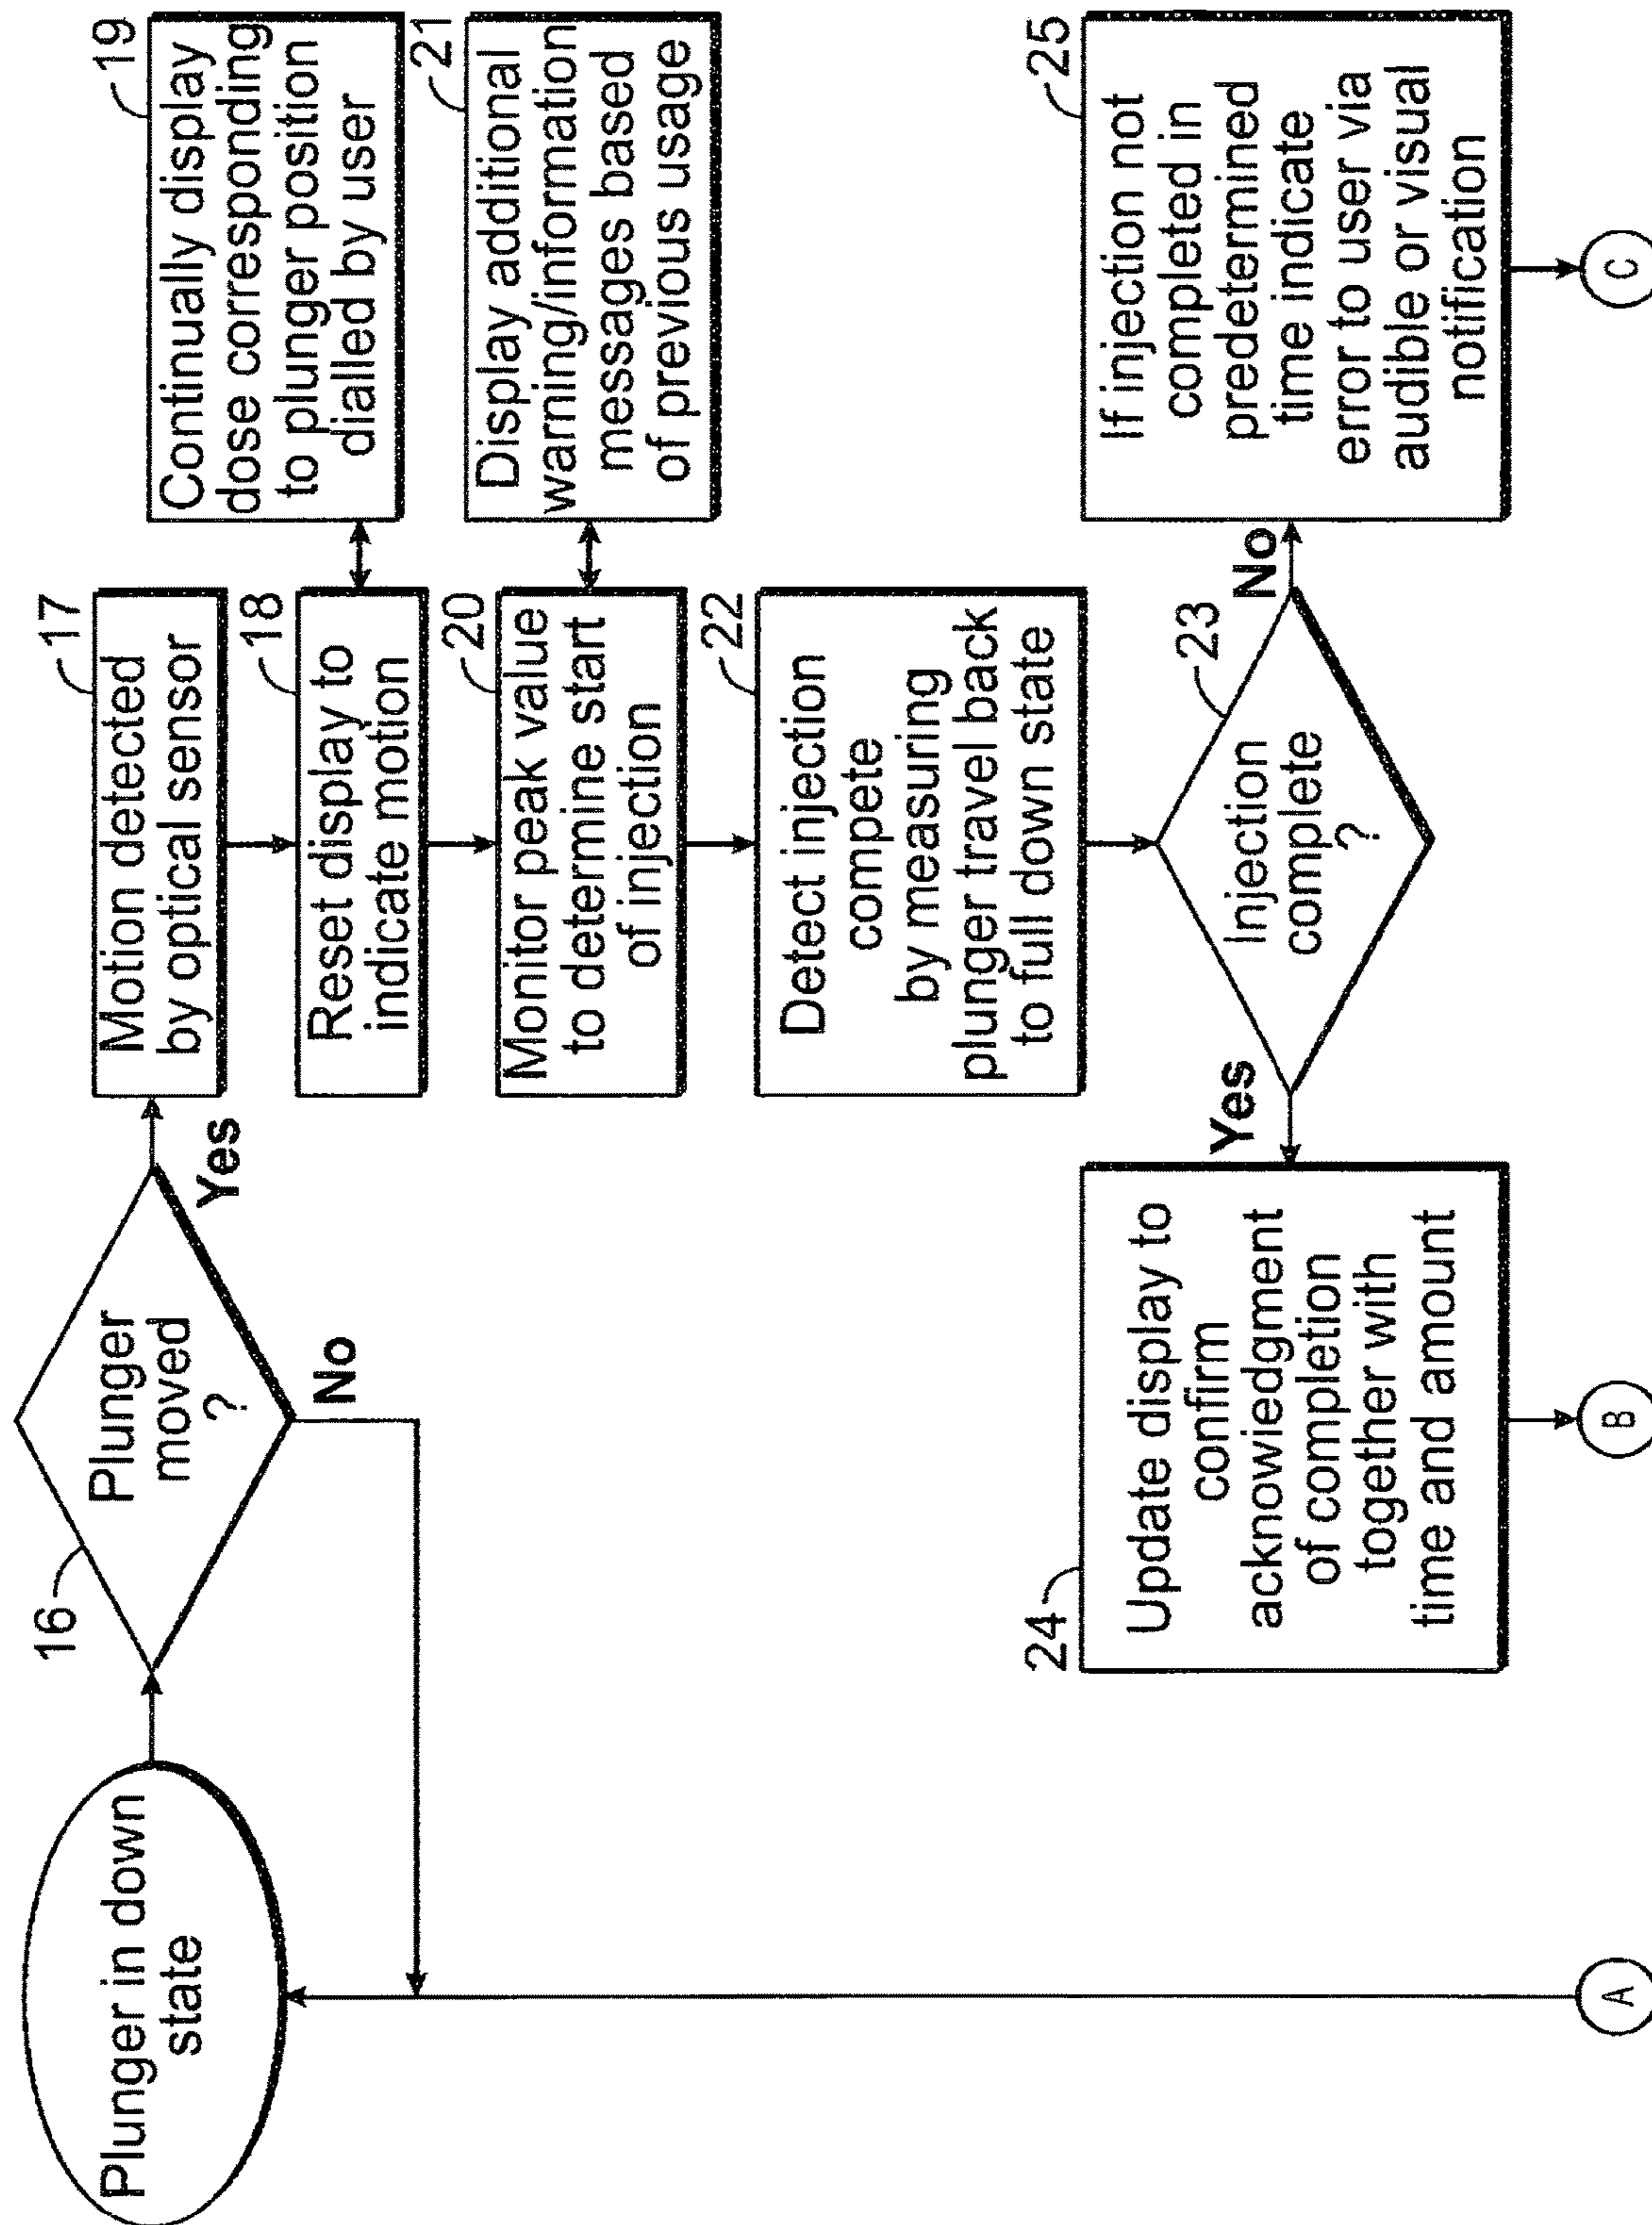 Plunger in down
state
16
Plunger
moved
?
Yes
No
17
Motion detected
by optical sensor
18
Reset display to
indicate motion
19
Continually display
dose corresponding
to plunger position
dialled by user
20
Monitor peak value
to determine start
of injection
21
Display additional
warning/information
messages based
of previous usage
22
Detect injection
compete
by measuring
plunger travel back
to full down state
23
Injection
complete
?
Yes
No
24
Update display to
confirm
acknowiedgment
of completion
together with
time and amount
25
If injection not
completed in
predetermined
time indicate
error to user via
audible or visual
notification
A
B
C